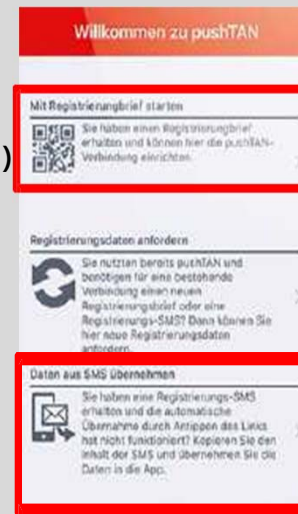 Willkommen zu pushTAN
Mit Registrierungbrief starten
)
Sie haben einen Registrierungbrief
erhalten und können hier die pushTAN-
Verbindung einrichten.
Registrierungsdaten anfordern
Sie nutzten bereits pushTAN und
benötigen für eine bestehende
Verbindung einen neuen
Registrierungsbrief oder eine
Registrierungs-SMS? Dann können Sie
hier neue Registrierungsdaten
anfordern.
Daten aus SMS übernehmen
Sie haben eine Registrierungs-SMS
erhalten und die automatische
Übernahme durch Antippen des Links
hat nicht funktioniert? Kopieren Sie den
Inhalt der SMS und übernehmen Sie die
Daten in die App.